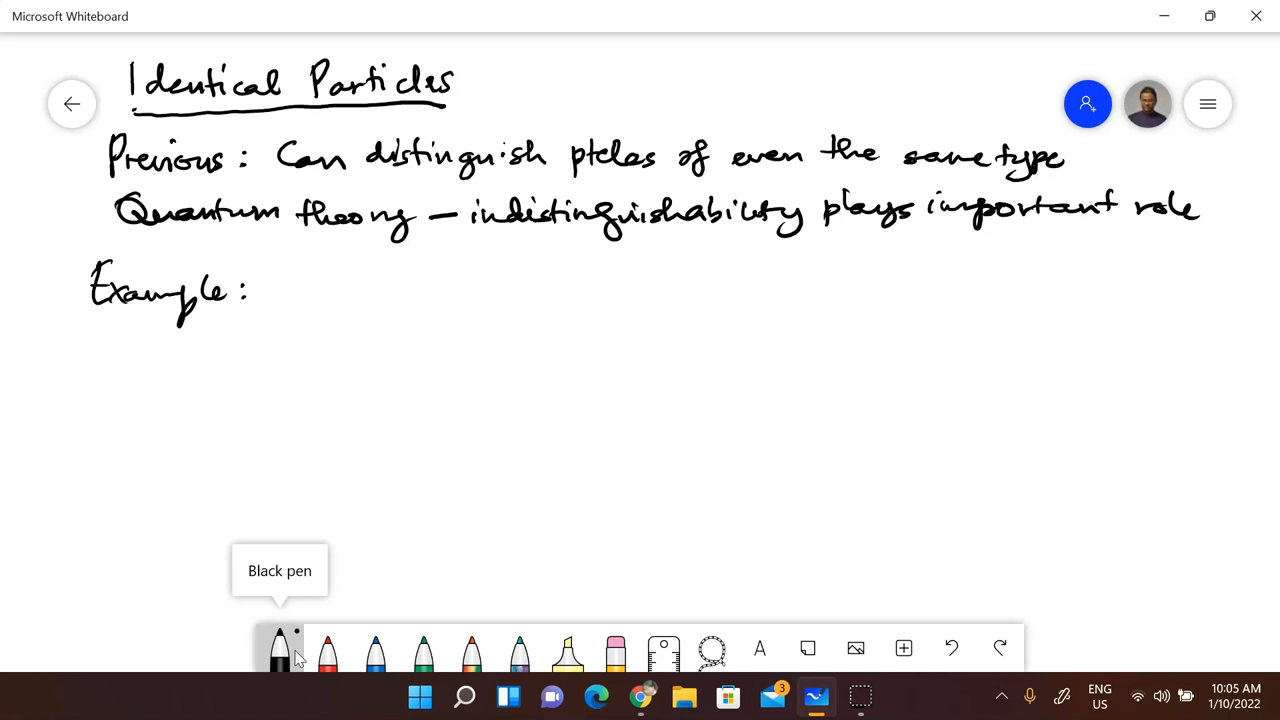 Microsoft Whiteboard
Identical Particles
Previous: Can distinguish ptcles of even the same type
Quantum theory - indistinguishability plays important role
Example:
Black pen
A
3
ENG
US
10:05 AM
1/10/2022